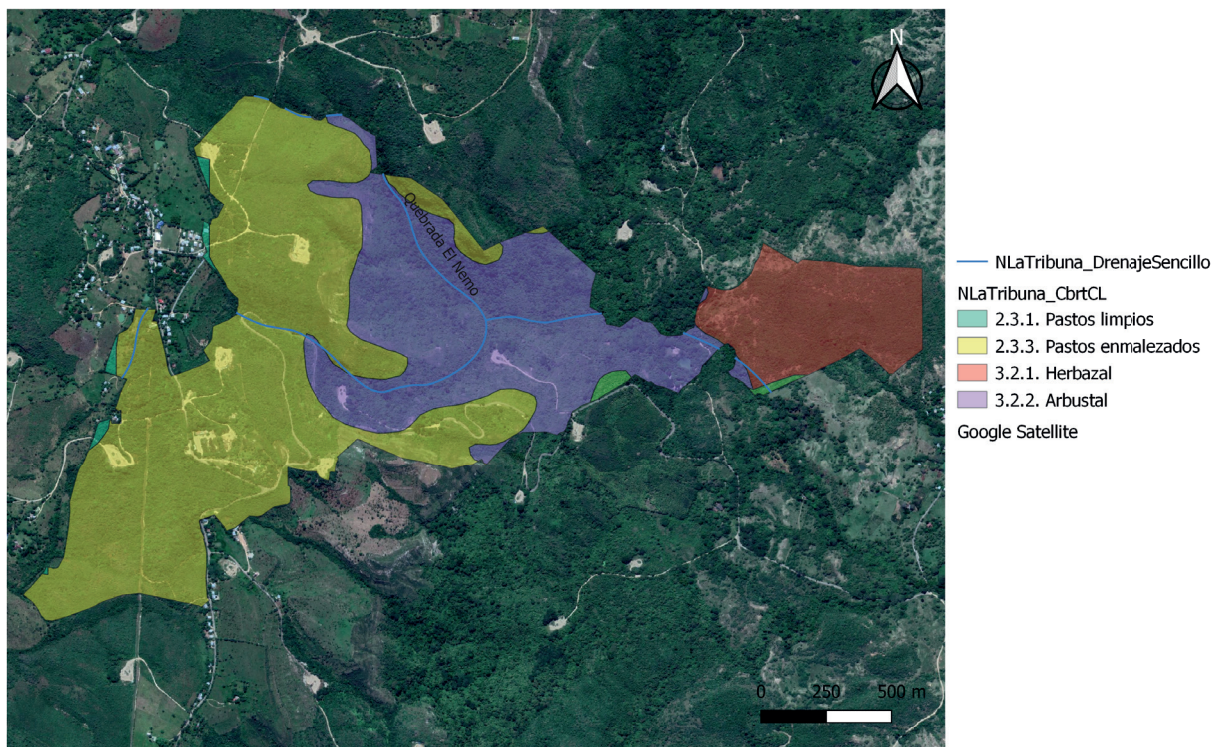 N
Quebrada El Nemo
0 250 500 m
NLaTribuna_DrenajeSencillo
NLaTribuna_CbrtCL
2.3.1. Pastos limpios
2.3.3. Pastos enmalezados
3.2.1. Herbazal
3.2.2. Arbustal
Google Satellite